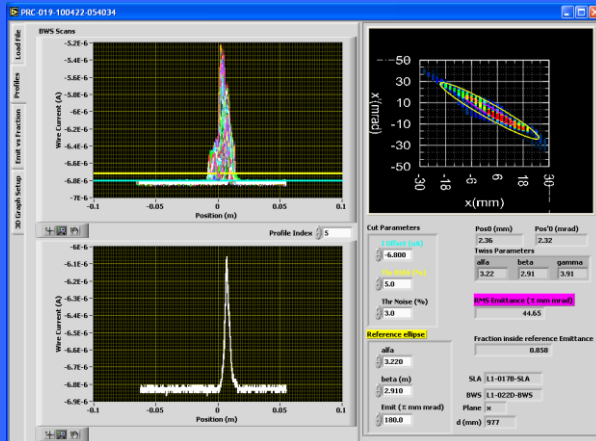 PRC-019-100422-054034
Load File
Profiles
Emit vs Fraction
3D Graph Setup
BWS Scans
Wire Current (A)
-5.2E-6
-5.4E-6
-5.6E-6
-5.8E-6
-6E-6
-6.2E-6
-6.4E-6
-6.6E-6
-6.8E-6
-7E-6
-0.1
-0.05
0
0.05
0.1
Position (m)
Profile Index
5
Wire Current (A)
-6E-6
-6.1E-6
-6.2E-6
-6.3E-6
-6.4E-6
-6.5E-6
-6.6E-6
-6.7E-6
-6.8E-6
-6.9E-6
-0.1
-0.05
0
0.05
0.1
Position (m)
x(mrad)
50
30
10
-10
-30
-50
-30
-18
-6
6
18
30
x(mm)
Cut Parameters
-6.000
5.0
Thr Noise (%)
3.0
Reference ellipse
alfa
3.220
beta (m)
2.910
Emit (± mm mrad)
180.0
Pos0 (mm)
2.36
Pos'0 (mrad)
2.32
Twiss Parameters
alfa
beta
gamma
3.22
2.91
3.91
RMS Emittance (± mm mrad)
44.65
Fraction inside reference Emittance
0.858
SLA
L1-017B-SLA
BWS
L1-022D-BWS
Plane
x
d (mm)
977